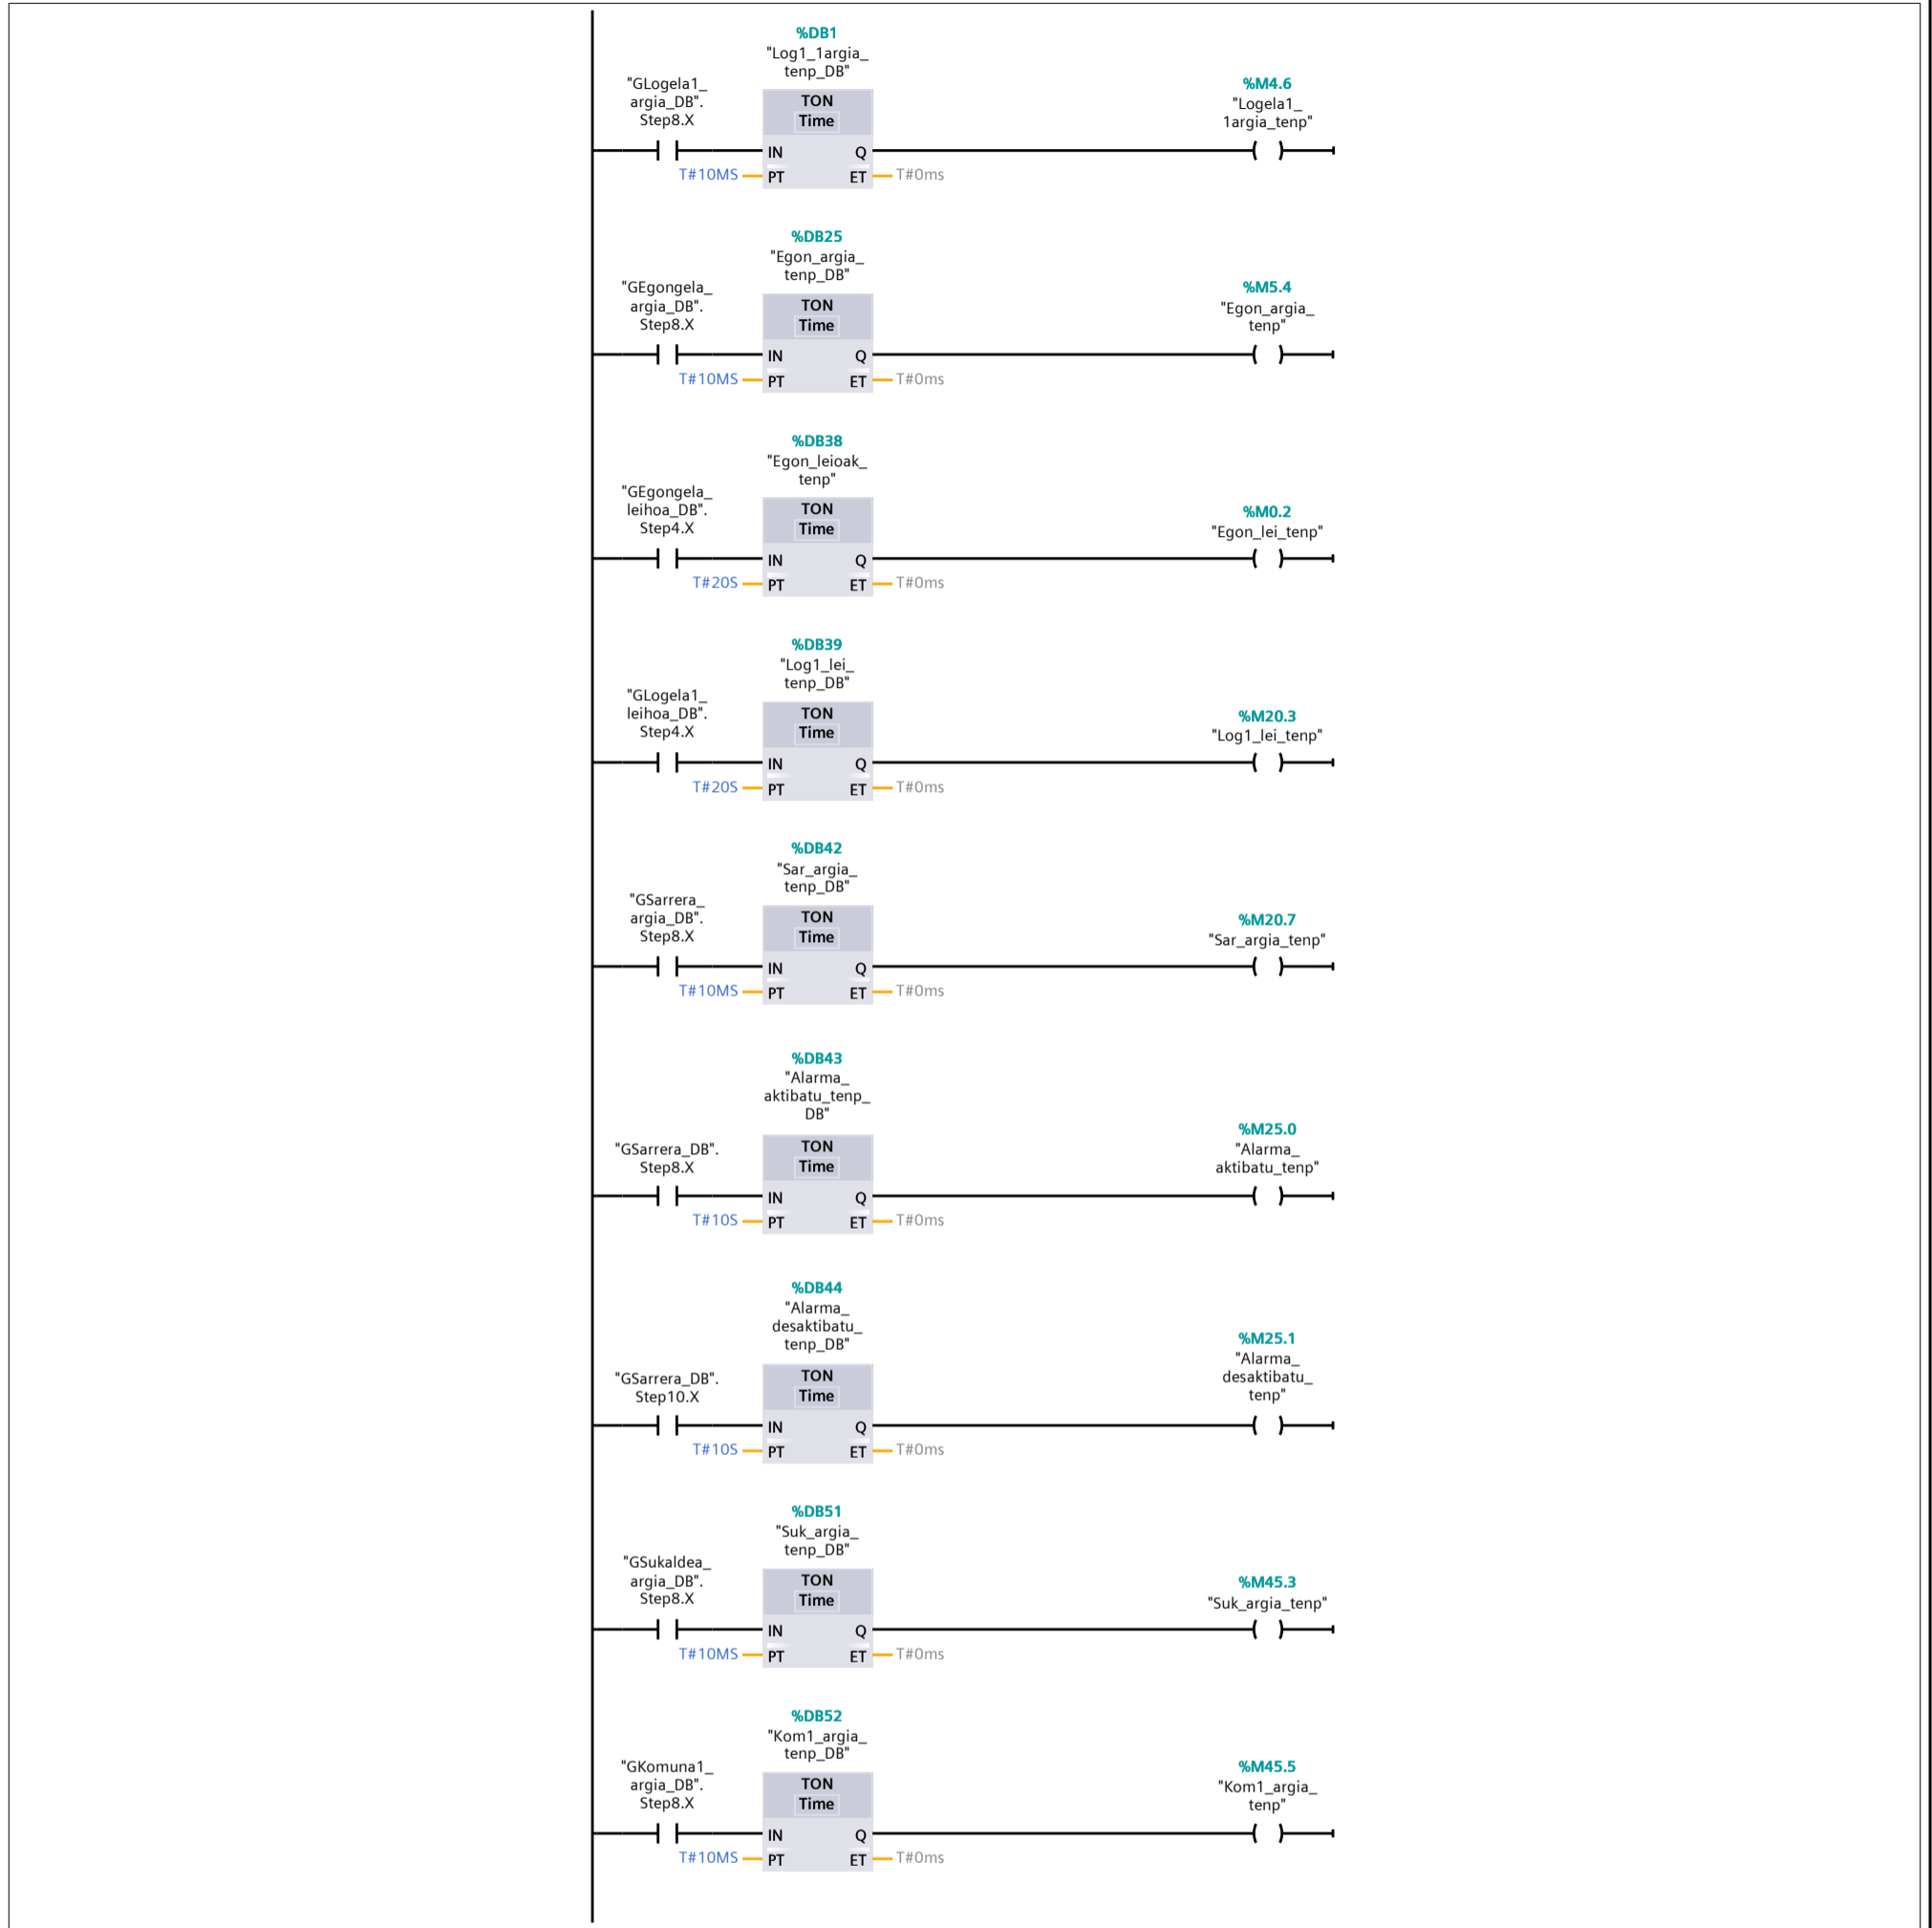 %DB1
"Log1_1argia_
tenp_DB"
"GLogela1_
argia_DB".
Step8.X
TON
Time
%M4.6
"Logela1_
1argia_tenp"
IN Q
T#10MS PT ET T#0ms
%DB25
"Egon_argia_
tenp_DB"
"GEgongela_
argia_DB".
Step8.X
TON
Time
%M5.4
"Egon_argia_
tenp"
IN Q
T#10MS PT ET T#0ms
%DB38
"Egon_leioak_
tenp"
"GEgongela_
leihoa_DB".
Step4.X
TON
Time
%M0.2
"Egon_lei_tenp"
IN Q
T#20S PT ET T#0ms
%DB39
"Log1_lei_
tenp_DB"
"GLogela1_
leihoa_DB".
Step4.X
TON
Time
%M20.3
"Log1_lei_tenp"
IN Q
T#20S PT ET T#0ms
%DB42
"Sar_argia_
tenp_DB"
"GSarrera_
argia_DB".
Step8.X
TON
Time
%M20.7
"Sar_argia_tenp"
IN Q
T#10MS PT ET T#0ms
%DB43
"Alarma_
aktibatu_tenp_
DB"
"GSarrera_DB".
Step8.X
TON
Time
%M25.0
"Alarma_
aktibatu_tenp"
IN Q
T#10S PT ET T#0ms
%DB44
"Alarma_
desaktibatu_
tenp_DB"
"GSarrera_DB".
Step10.X
TON
Time
%M25.1
"Alarma_
desaktibatu_
tenp"
IN Q
T#10S PT ET T#0ms
%DB51
"Suk_argia_
tenp_DB"
"GSukaldea_
argia_DB".
Step8.X
TON
Time
%M45.3
"Suk_argia_tenp"
IN Q
T#10MS PT ET T#0ms
%DB52
"Kom1_argia_
tenp_DB"
"GKomuna1_
argia_DB".
Step8.X
TON
Time
%M45.5
"Kom1_argia_
tenp"
IN Q
T#10MS PT ET T#0ms